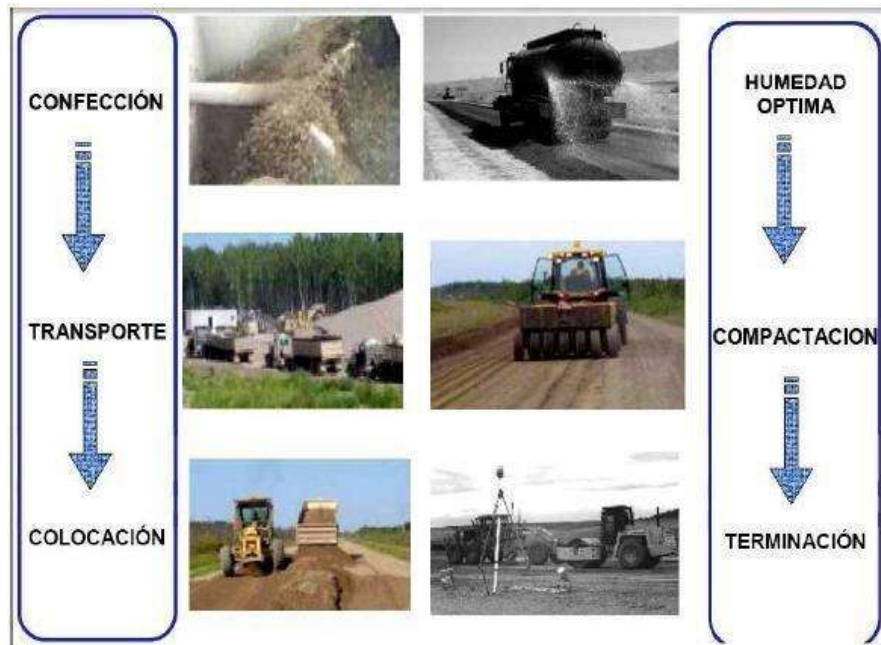 CONFECCIÓN
TRANSPORTE
COLOCACIÓN
HUMEDAD
OPTIMA
COMPACTACION
TERMINACIÓN